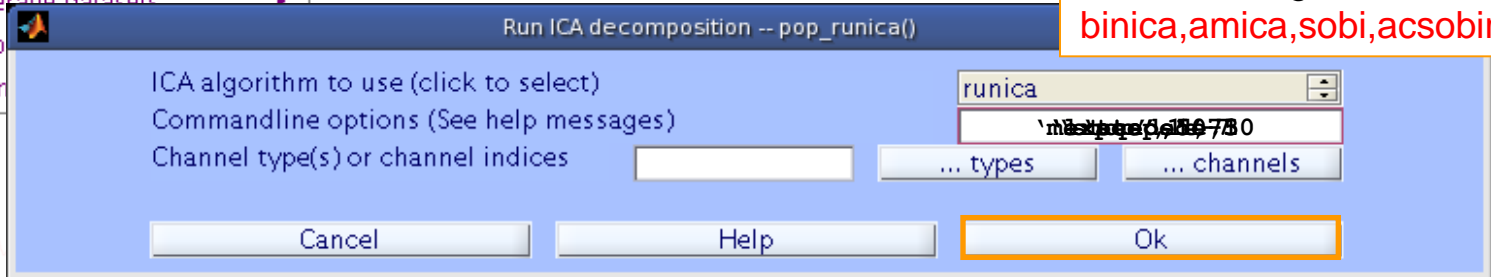 Run ICA decomposition -- pop_runica()
binica,amica,sobi,
ICA algorithm to use (click to select)
runica
Commandline options (See help messages)
Channel type(s) or channel indices
... types
... channels
Cancel
Help
Ok